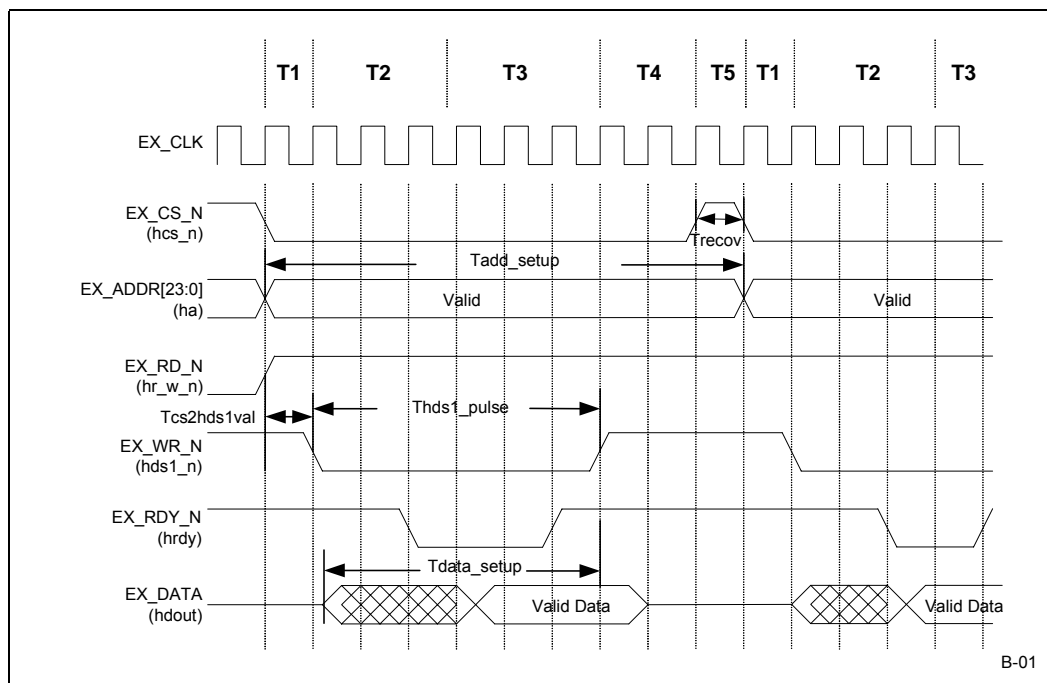 T1 T2 T3 T4 T5 T1 T2 T3
EX_CLK
EX_CS_N
(hcs_n)
Trecov
Tadd_setup
EX_ADDR[23:0]
(ha)
Valid
Valid
EX_RD_N
(hr_w_n)
Tcs2hds1val
Thds1_pulse
EX_WR_N
(hds1_n)
EX_RDY_N
(hrdy)
Tdata_setup
EX_DATA
(hdout)
Valid Data
Valid Data
B-01